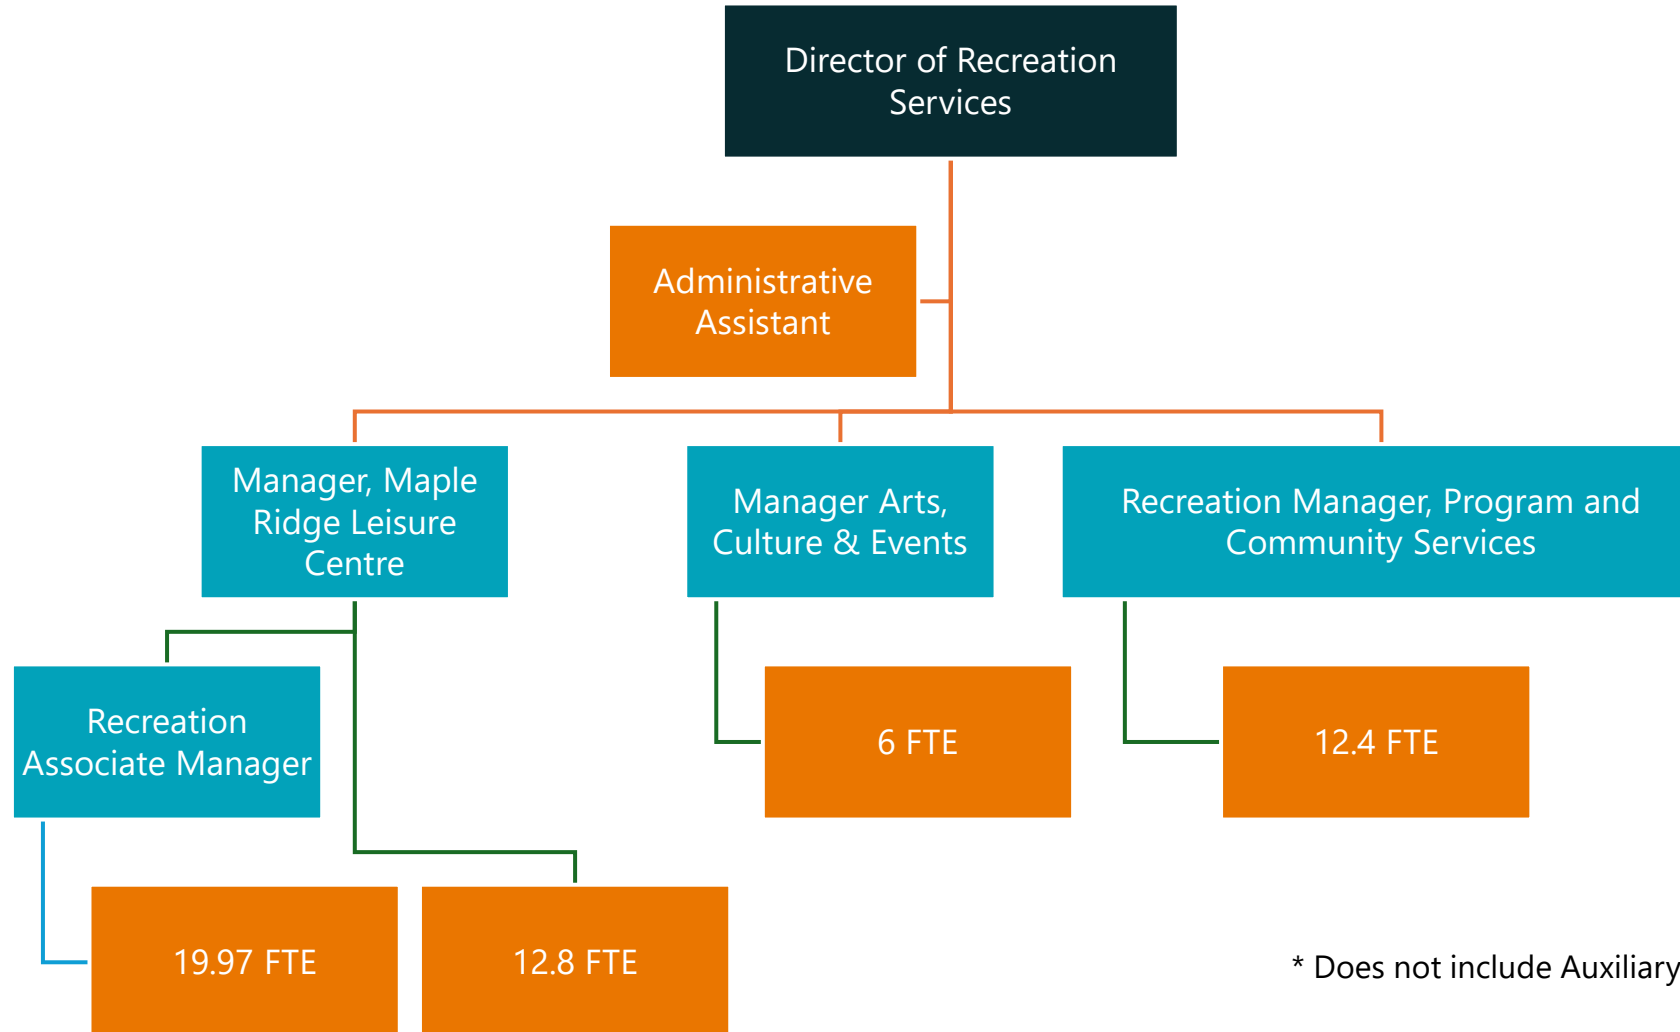 Director of Recreation
Services
Administrative
Assistant
Manager, Maple
Ridge Leisure
Centre
Manager Arts,
Culture & Events
Recreation Manager, Program and
Community Services
Recreation
Associate Manager
6 FTE
12.4 FTE
19.97 FTE
12.8 FTE
* Does not include Auxiliary